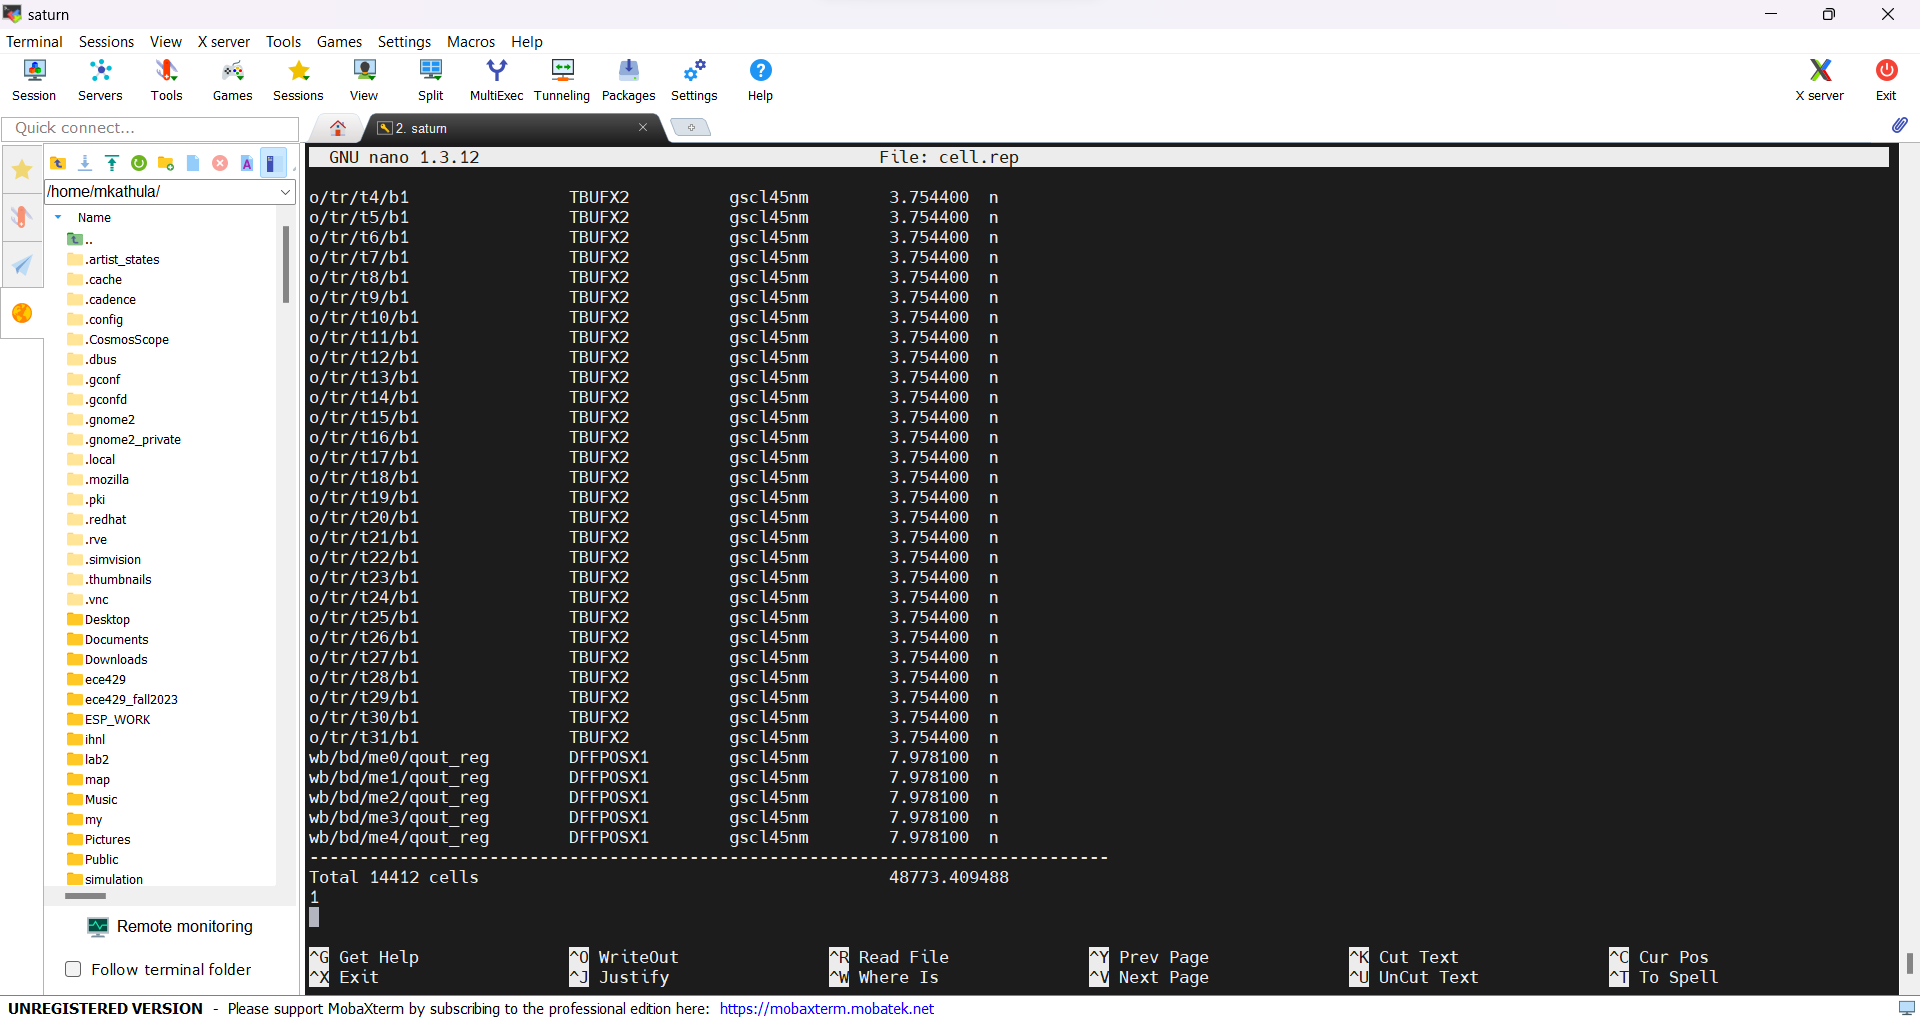 saturn
Terminal Sessions View X server Tools Games Settings Macros Help
Session Servers Tools Games Sessions View Split MultiExec Tunneling Packages Settings Help X server Exit
Quick connect...
2. saturn
/home/mkathula/
Name
..
.artist_states
.cache
.cadence
.config
.CosmosScope
.dbus
.gconf
.gconfd
.gnome2
.gnome2_private
.local
.mozilla
.pki
.redhat
.rve
.simvision
.thumbnails
.vnc
Desktop
Documents
Downloads
ece429
ece429_fall2023
ESP_WORK
ihnl
lab2
map
Music
my
Pictures
Public
simulation
Remote monitoring
Follow terminal folder
GNU nano 1.3.12 File: cell.rep
o/tr/t4/b1 TBUFX2 gscl45nm 3.754400 n
o/tr/t5/b1 TBUFX2 gscl45nm 3.754400 n
o/tr/t6/b1 TBUFX2 gscl45nm 3.754400 n
o/tr/t7/b1 TBUFX2 gscl45nm 3.754400 n
o/tr/t8/b1 TBUFX2 gscl45nm 3.754400 n
o/tr/t9/b1 TBUFX2 gscl45nm 3.754400 n
o/tr/t10/b1 TBUFX2 gscl45nm 3.754400 n
o/tr/t11/b1 TBUFX2 gscl45nm 3.754400 n
o/tr/t12/b1 TBUFX2 gscl45nm 3.754400 n
o/tr/t13/b1 TBUFX2 gscl45nm 3.754400 n
o/tr/t14/b1 TBUFX2 gscl45nm 3.754400 n
o/tr/t15/b1 TBUFX2 gscl45nm 3.754400 n
o/tr/t16/b1 TBUFX2 gscl45nm 3.754400 n
o/tr/t17/b1 TBUFX2 gscl45nm 3.754400 n
o/tr/t18/b1 TBUFX2 gscl45nm 3.754400 n
o/tr/t19/b1 TBUFX2 gscl45nm 3.754400 n
o/tr/t20/b1 TBUFX2 gscl45nm 3.754400 n
o/tr/t21/b1 TBUFX2 gscl45nm 3.754400 n
o/tr/t22/b1 TBUFX2 gscl45nm 3.754400 n
o/tr/t23/b1 TBUFX2 gscl45nm 3.754400 n
o/tr/t24/b1 TBUFX2 gscl45nm 3.754400 n
o/tr/t25/b1 TBUFX2 gscl45nm 3.754400 n
o/tr/t26/b1 TBUFX2 gscl45nm 3.754400 n
o/tr/t27/b1 TBUFX2 gscl45nm 3.754400 n
o/tr/t28/b1 TBUFX2 gscl45nm 3.754400 n
o/tr/t29/b1 TBUFX2 gscl45nm 3.754400 n
o/tr/t30/b1 TBUFX2 gscl45nm 3.754400 n
o/tr/t31/b1 TBUFX2 gscl45nm 3.754400 n
wb/bd/me0/qout_reg DFFPOSX1 gscl45nm 7.978100 n
wb/bd/me1/qout_reg DFFPOSX1 gscl45nm 7.978100 n
wb/bd/me2/qout_reg DFFPOSX1 gscl45nm 7.978100 n
wb/bd/me3/qout_reg DFFPOSX1 gscl45nm 7.978100 n
wb/bd/me4/qout_reg DFFPOSX1 gscl45nm 7.978100 n
--------------------------------------------------------------------------------
Total 14412 cells 48773.409488
1
^G Get Help ^O WriteOut ^R Read File ^Y Prev Page ^K Cut Text ^C Cur Pos
^X Exit ^J Justify ^W Where Is ^V Next Page ^U UnCut Text ^T To Spell
UNREGISTERED VERSION - Please support MobaXterm by subscribing to the professional edition here: https://mobaxterm.mobatek.net